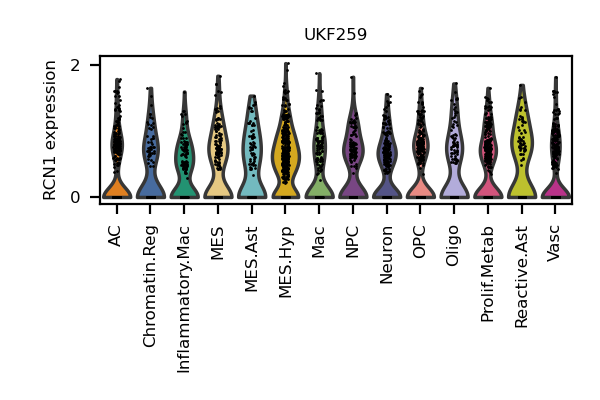 UKF259
RCN1 expression
2
0
AC
Chromatin.Reg
Inflammatory.Mac
MES
MES.Ast
MES.Hyp
Mac
NPC
Neuron
OPC
Oligo
Prolif.Metab
Reactive.Ast
Vasc